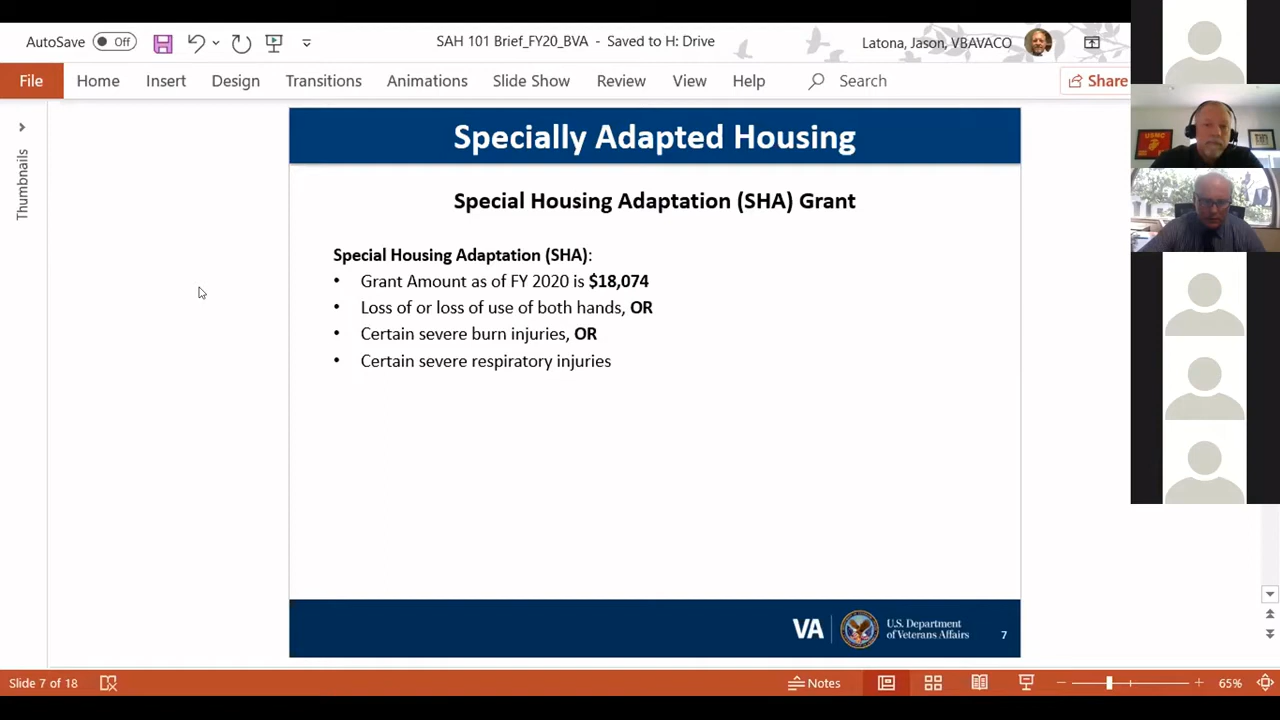 AutoSave Off
SAH 101 Brief_FY20_BVA - Saved to H: Drive
Latona, Jason, VBAVACO
File Home Insert Design Transitions Animations Slide Show Review View Help Search Share
Thumbnails
Specially Adapted Housing
Special Housing Adaptation (SHA) Grant
Special Housing Adaptation (SHA):
• Grant Amount as of FY 2020 is $18,074
• Loss of or loss of use of both hands, OR
• Certain severe burn injuries, OR
• Certain severe respiratory injuries
VA
U.S. Department
of Veterans Affairs
7
USMC
Slide 7 of 18
Notes
65%